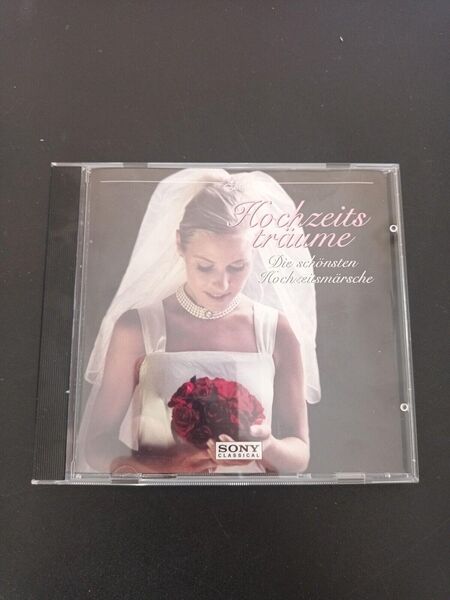 Hochzeits
träume
Die schönsten
Hochzeitsmärsche
SONY
CLASSICAL